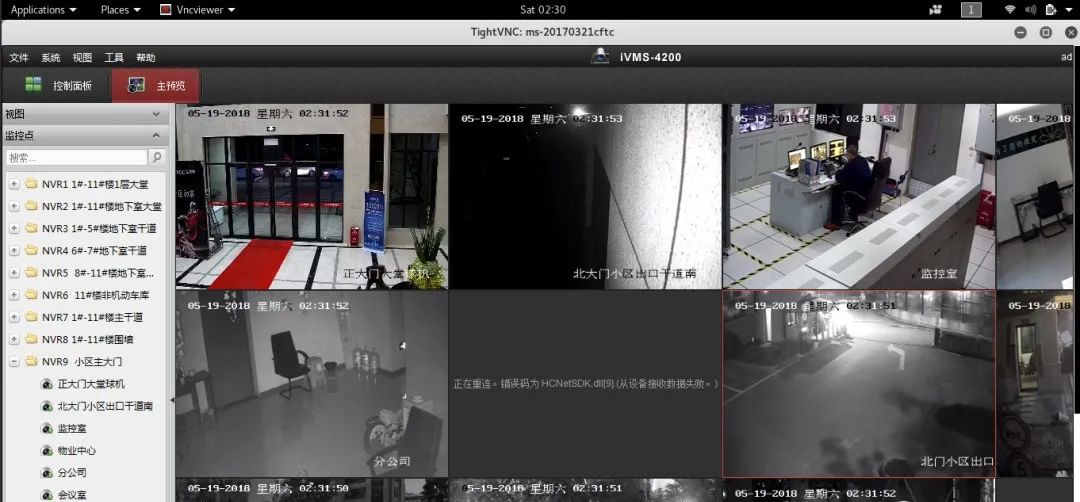 Applications Places Vncviewer Sat 02:30 1
TightVNC: ms-20170321cftc
文件 系统 视图 工具 帮助 iVMS-4200 ad
控制面板 主预览
视图
监控点
搜索...
NVR1 1#-11#楼1层大堂
NVR2 1#-11#楼地下室大堂
NVR3 1#-5#楼地下室干道
NVR4 6#-7#地下室干道
NVR5 8#-11#楼地下室...
NVR6 11#楼非机动车库
NVR7 1#-11#楼主干道
NVR8 1#-11#楼围墙
NVR9 小区主大门
正大门大堂球机
北大门小区出口干道南
监控室
物业中心
分公司
会议室
05-19-2018 星期六 02:31:52
正大门大堂球机
05-19-2018 星期六 02:31:53
北大门小区出口干道南
05-19-2018 星期六 02:31:53
监控室
05-19-2018
05-19-2018 星期六 02:31:52
分公司
正在重连。错误码为 HCNetSDK.dll[9].(从设备接收数据失败。)
05-19-2018 星期六 02:31:51
北门小区出口
05-19-2018
05-19-2018 星期六 02:31:50
05-19-2018 星期六 02:31:51
05-19-2018 星期六 02:31:52